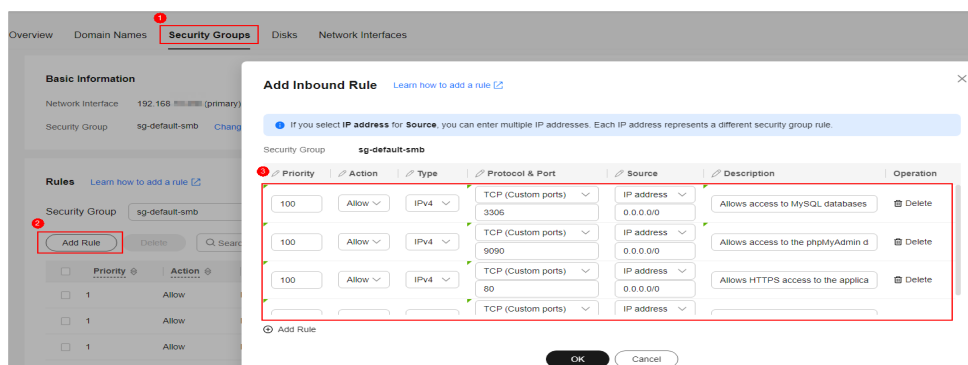 1
Overview Domain Names Security Groups Disks Network Interfaces
Basic Information
Network Interface 192.168 (primary)
Security Group sg-default-smb Chang
Rules Learn how to add a rule
Security Group sg-default-smb
2
Add Rule Delete Searc
Priority Action
1 Allow
1 Allow
1 Allow
Add Inbound Rule Learn how to add a rule
If you select IP address for Source, you can enter multiple IP addresses. Each IP address represents a different security group rule.
Security Group sg-default-smb
3
Priority Action Type Protocol & Port Source Description Operation
TCP (Custom ports) IP address
100 Allow IPv4 Allows access to MySQL databases Delete
3306 0.0.0.0/0
TCP (Custom ports) IP address
100 Allow IPv4 Allows access to the phpMyAdmin d Delete
9090 0.0.0.0/0
TCP (Custom ports) IP address
100 Allow IPv4 Allows HTTPS access to the applica Delete
80 0.0.0.0/0
TCP (Custom ports) IP address
Add Rule
OK Cancel